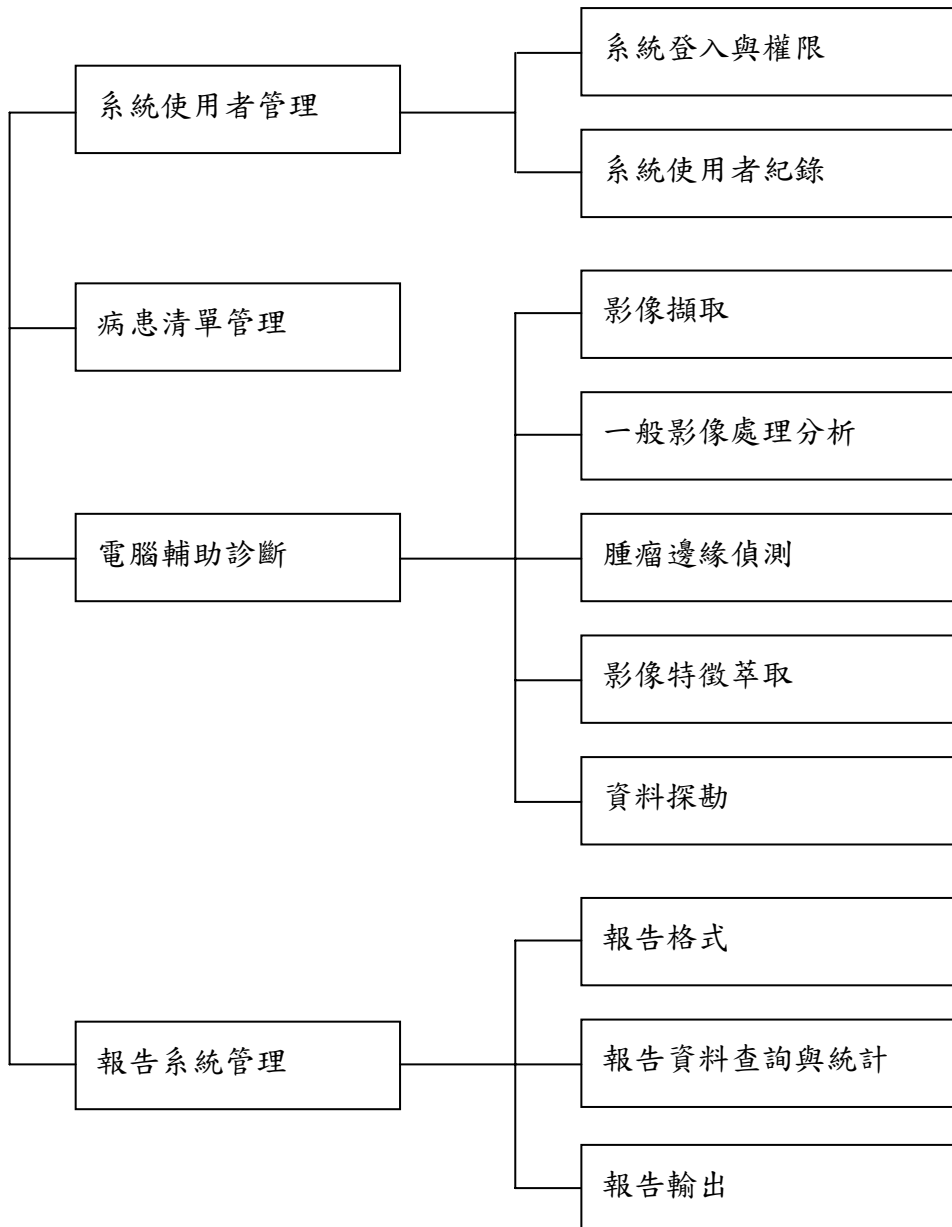 系統使用者管理
系統登入與權限
系統使用者紀錄
病患清單管理
電腦輔助診斷
影像擷取
一般影像處理分析
腫瘤邊緣偵測
影像特徵萃取
資料探勘
報告系統管理
報告格式
報告資料查詢與統計
報告輸出